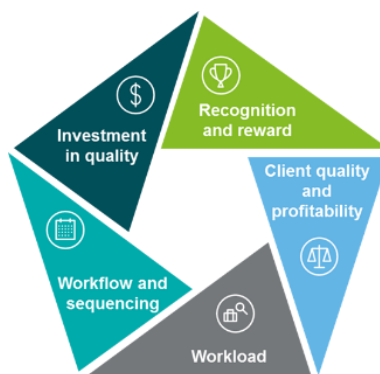 Recognition
and reward
Investment
in quality
Client quality
and
profitability
Workflow and
sequencing
Workload